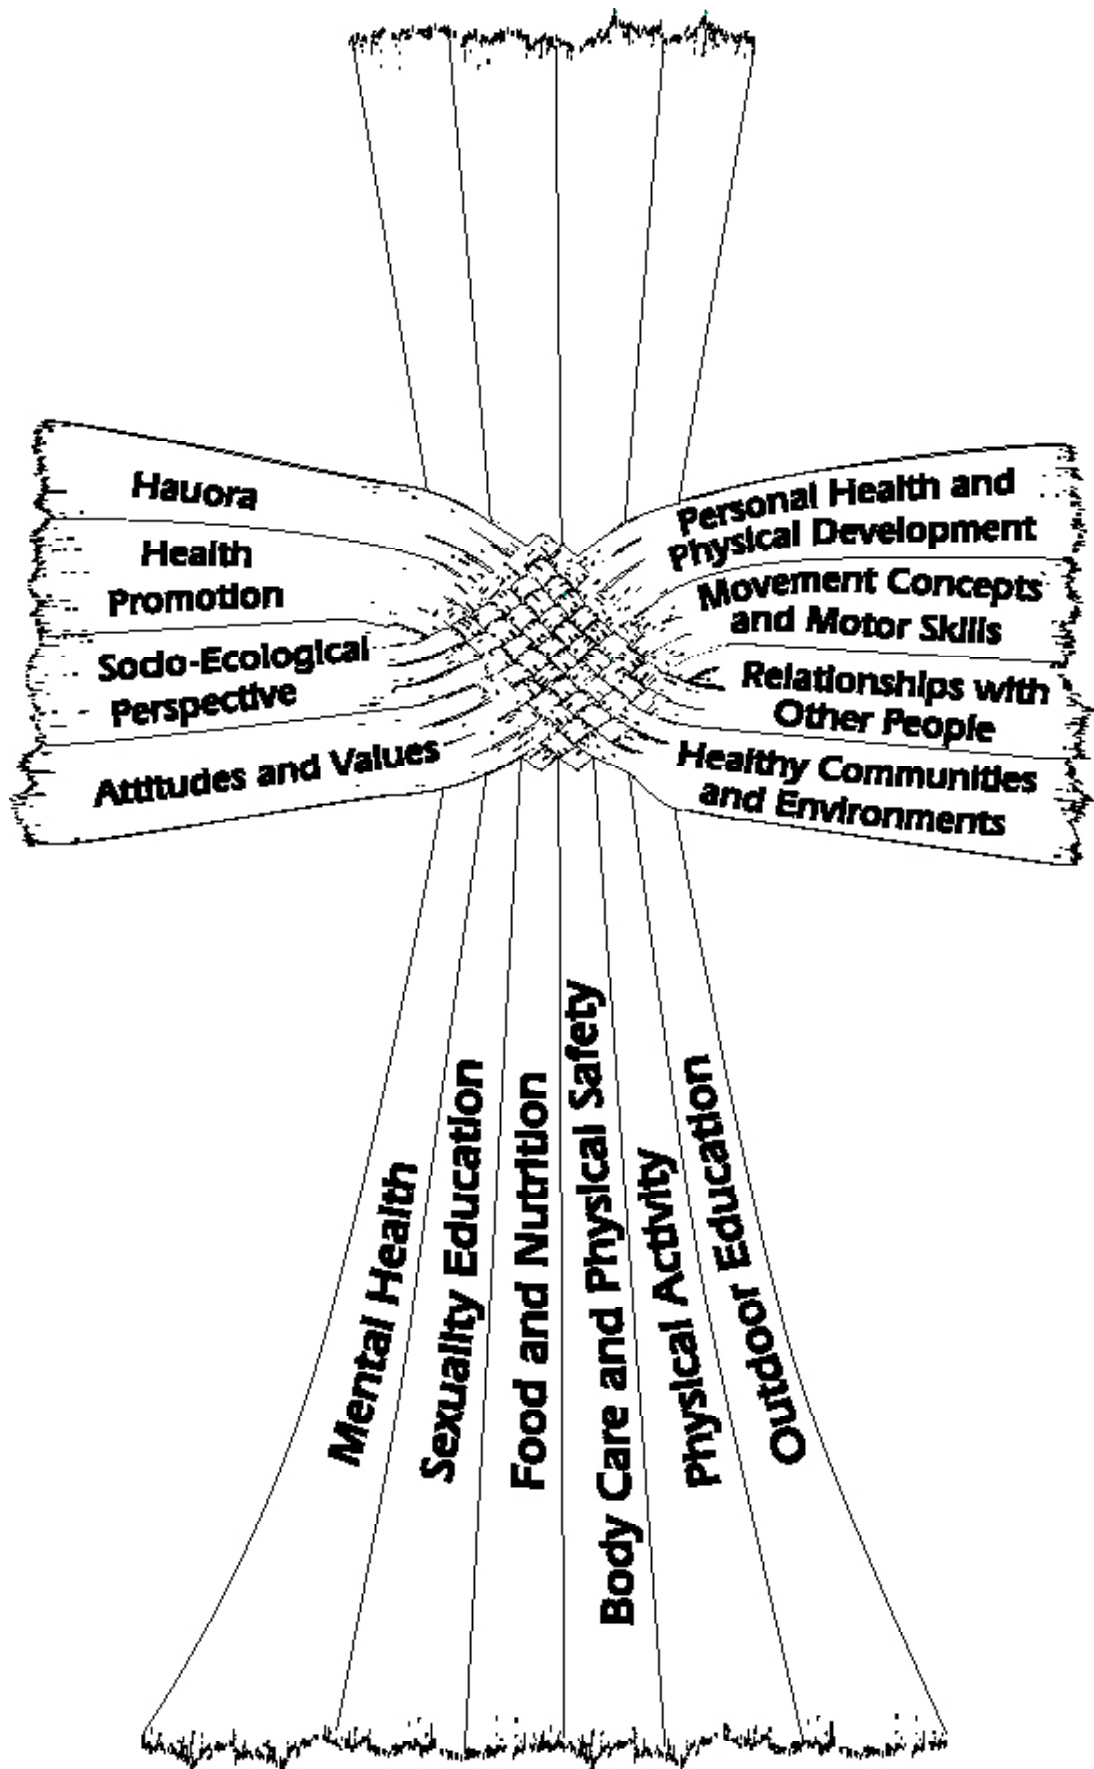 Hauora
Health
Promotion
Socio-Ecological
Perspective
Attitudes and Values
Personal Health and
Physical Development
Movement Concepts
and Motor Skills
Relationships with
Other People
Healthy Communities
and Environments
Mental Health
Sexuality Education
Food and Nutrition
Body Care and Physical Safety
Physical Activity
Outdoor Education